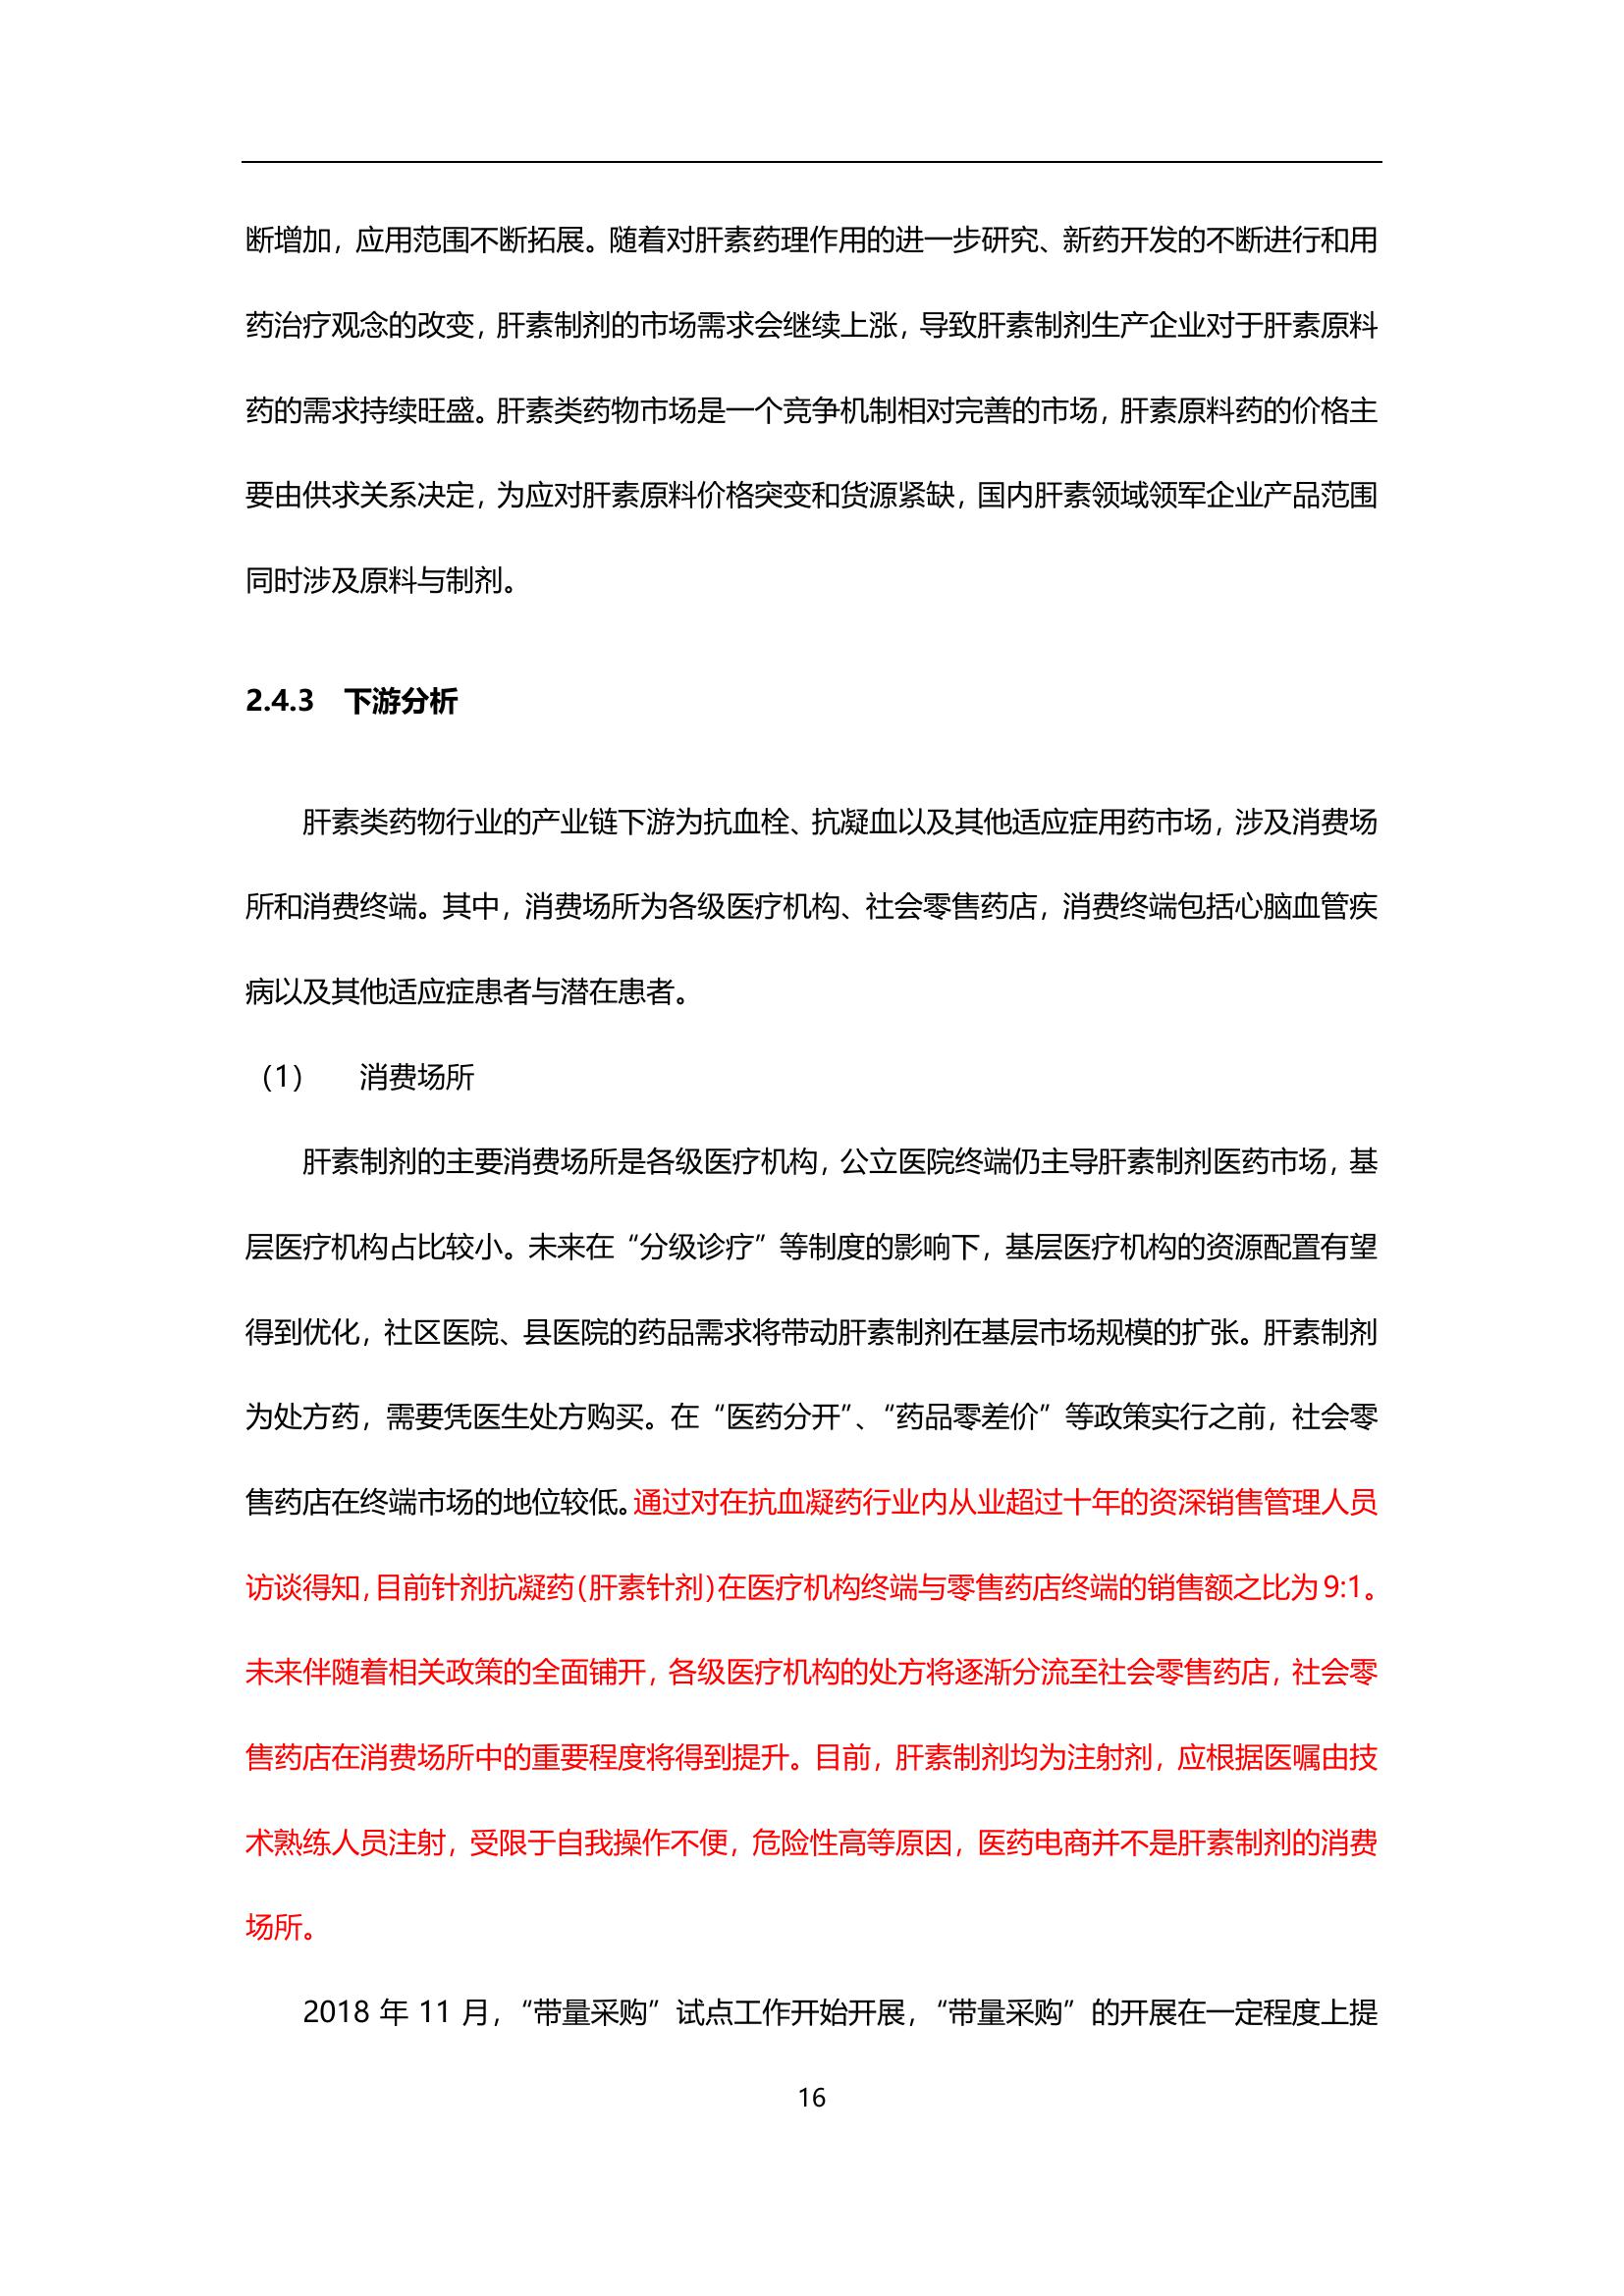 断增加，应用范围不断拓展。随着对肝素药理作用的进一步研究、新药开发的不断进行和用
药治疗观念的改变，肝素制剂的市场需求会继续上涨，导致肝素制剂生产企业对于肝素原料
药的需求持续旺盛。肝素类药物市场是一个竞争机制相对完善的市场，肝素原料药的价格主
要由供求关系决定，为应对肝素原料价格突变和货源紧缺，国内肝素领域领军企业产品范围
同时涉及原料与制剂。
2.4.3 下游分析
肝素类药物行业的产业链下游为抗血栓、抗凝血以及其他适应症用药市场，涉及消费场
所和消费终端。其中，消费场所为各级医疗机构、社会零售药店，消费终端包括心脑血管疾
病以及其他适应症患者与潜在患者。
（1） 消费场所
肝素制剂的主要消费场所是各级医疗机构，公立医院终端仍主导肝素制剂医药市场，基
层医疗机构占比较小。未来在“分级诊疗”等制度的影响下，基层医疗机构的资源配置有望
得到优化，社区医院、县医院的药品需求将带动肝素制剂在基层市场规模的扩张。肝素制剂
为处方药，需要凭医生处方购买。在“医药分开”、“药品零差价”等政策实行之前，社会零
售药店在终端市场的地位较低。通过对在抗血凝药行业内从业超过十年的资深销售管理人员
访谈得知，目前针剂抗凝药（肝素针剂）在医疗机构终端与零售药店终端的销售额之比为 9:1。
未来伴随着相关政策的全面铺开，各级医疗机构的处方将逐渐分流至社会零售药店，社会零
售药店在消费场所中的重要程度将得到提升。目前，肝素制剂均为注射剂，应根据医嘱由技
术熟练人员注射，受限于自我操作不便，危险性高等原因，医药电商并不是肝素制剂的消费
场所。
2018 年 11 月，“带量采购”试点工作开始开展，“带量采购”的开展在一定程度上提
16